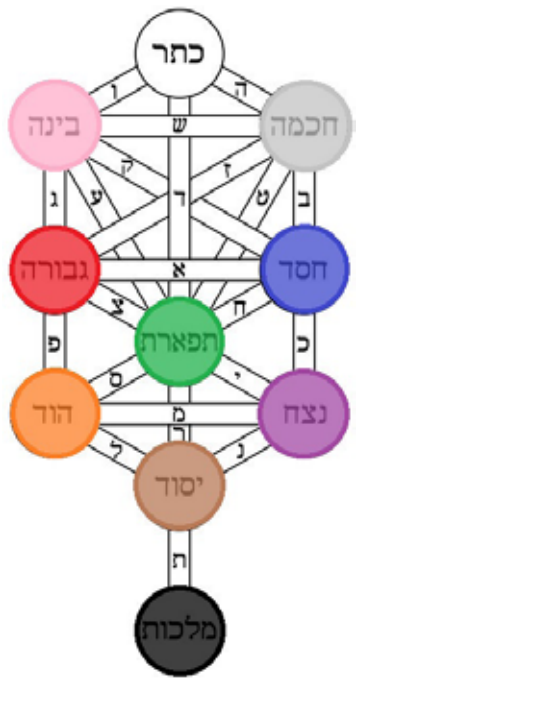 כתר
ה ו
חכמה בינה
ש
ז ק
ב ט ד ע ג
חסד א גבורה
ח צ
תפארת
כ פ
י ס
נצח מ הוד
ר
נ ל
יסוד
ת
מלכות